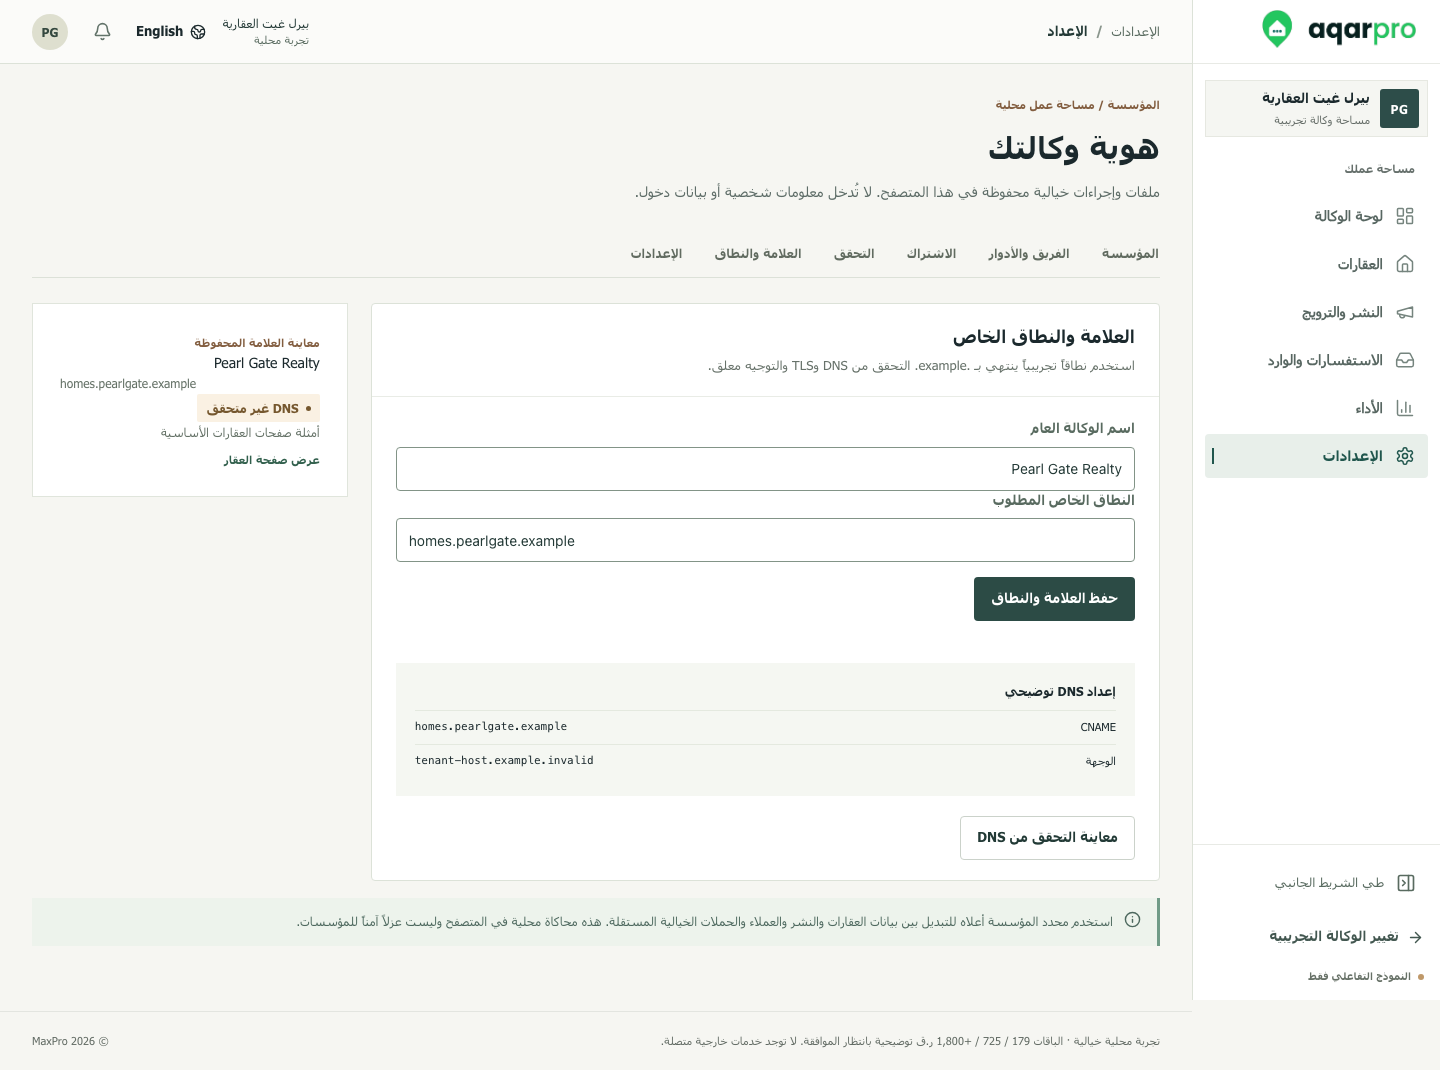 aqarpro
PG
بيرل غيت العقارية
مساحة وكالة تجريبية
مساحة عملك
لوحة الوكالة
العقارات
النشر والترويج
الاستفسارات والوارد
الأداء
الإعدادات
طي الشريط الجانبي
تغيير الوكالة التجريبية
النموذج التفاعلي فقط
الإعدادات / الإعداد
بيرل غيت العقارية
تجربة محلية
English
PG
المؤسسة / مساحة عمل محلية
هوية وكالتك
ملفات وإجراءات خيالية محفوظة في هذا المتصفح. لا تُدخل معلومات شخصية أو بيانات دخول.
المؤسسة
الفريق والأدوار
الاشتراك
التحقق
العلامة والنطاق
الإعدادات
العلامة والنطاق الخاص
استخدم نطاقاً تجريبياً ينتهي بـ .example. التحقق من DNS وTLS والتوجيه معلق.
اسم الوكالة العام
Pearl Gate Realty
النطاق الخاص المطلوب
homes.pearlgate.example
حفظ العلامة والنطاق
إعداد DNS توضيحي
CNAME
homes.pearlgate.example
الوجهة
tenant-host.example.invalid
معاينة التحقق من DNS
معاينة العلامة المحفوظة
Pearl Gate Realty
homes.pearlgate.example
DNS غير متحقق
أمثلة صفحات العقارات الأساسية
عرض صفحة العقار
استخدم محدد المؤسسة أعلاه للتبديل بين بيانات العقارات والنشر والعملاء والحملات الخيالية المستقلة. هذه محاكاة محلية في المتصفح وليست عزلاً آمناً للمؤسسات.
تجربة محلية خيالية · الباقات 179 / 725 / +1,800 ر.ق توضيحية بانتظار الموافقة. لا توجد خدمات خارجية متصلة.
© MaxPro 2026